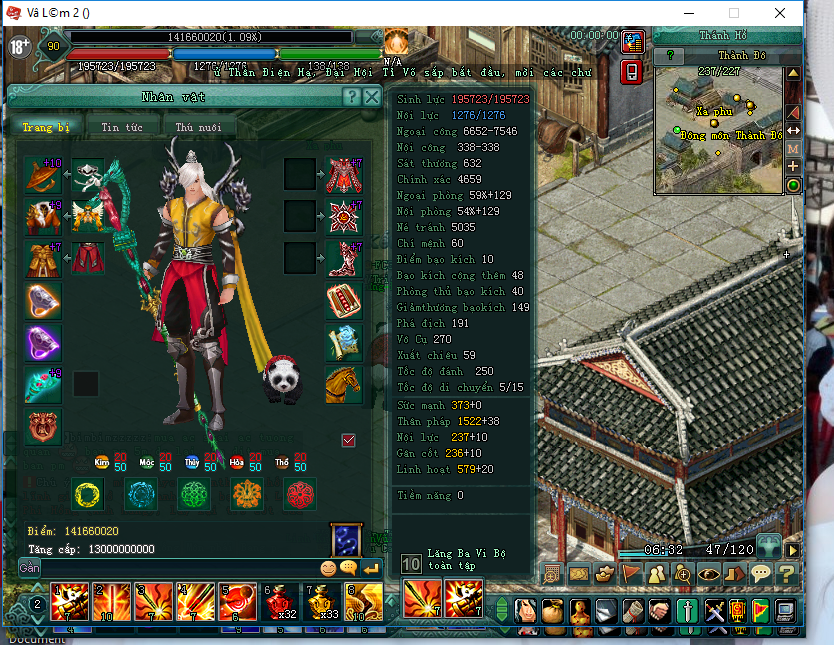 Vâ L©m 2 ()
18+
90
141660020(1.09%)
195723/195723
1276/1276
138/138
N/A
00:00:00
ư Thần Điện Hạ, Đại Hội Tỉ Võ sắp bắt đầu, mời các chư
Thành Hồ
? Thành Đô
237/227
Xa phu
Đông môn Thành Đô
M
Nhân vật
?
Trang bị
Tin tức
Thú nuôi
+10
+9
+7
+9
+7
+7
+7
Kim 20 50
Mộc 20 50
Thủy 20 50
Hỏa 20 50
Thổ 20 50
Điểm: 141660020
Tăng cấp: 13000000000
Sinh lực 195723/195723
Nội lực 1276/1276
Ngoại công 6652-7546
Nội công 338-338
Sát thương 632
Chính xác 4659
Ngoại phòng 59%+129
Nội phòng 54%+129
Né tránh 5035
Chí mệnh 60
Điểm bạo kích 10
Bạo kích công thêm 48
Phòng thủ bạo kích 40
Giảmthương bạokích 149
Phá địch 191
Võ Cụ 270
Xuất chiêu 59
Tốc độ đánh 250
Tốc độ di chuyển 5/15
Sức mạnh 373+0
Thân pháp 1522+38
Nội lực 237+10
Gân cốt 236+10
Linh hoạt 579+20
Tiềm năng 0
10 Lăng Ba Vi Bộ
toàn tập
06:32
47/120
Gần
2
1 7
2 10
3 7
4 7
5 6
6 x32
7 x33
8 10
7
7
Document